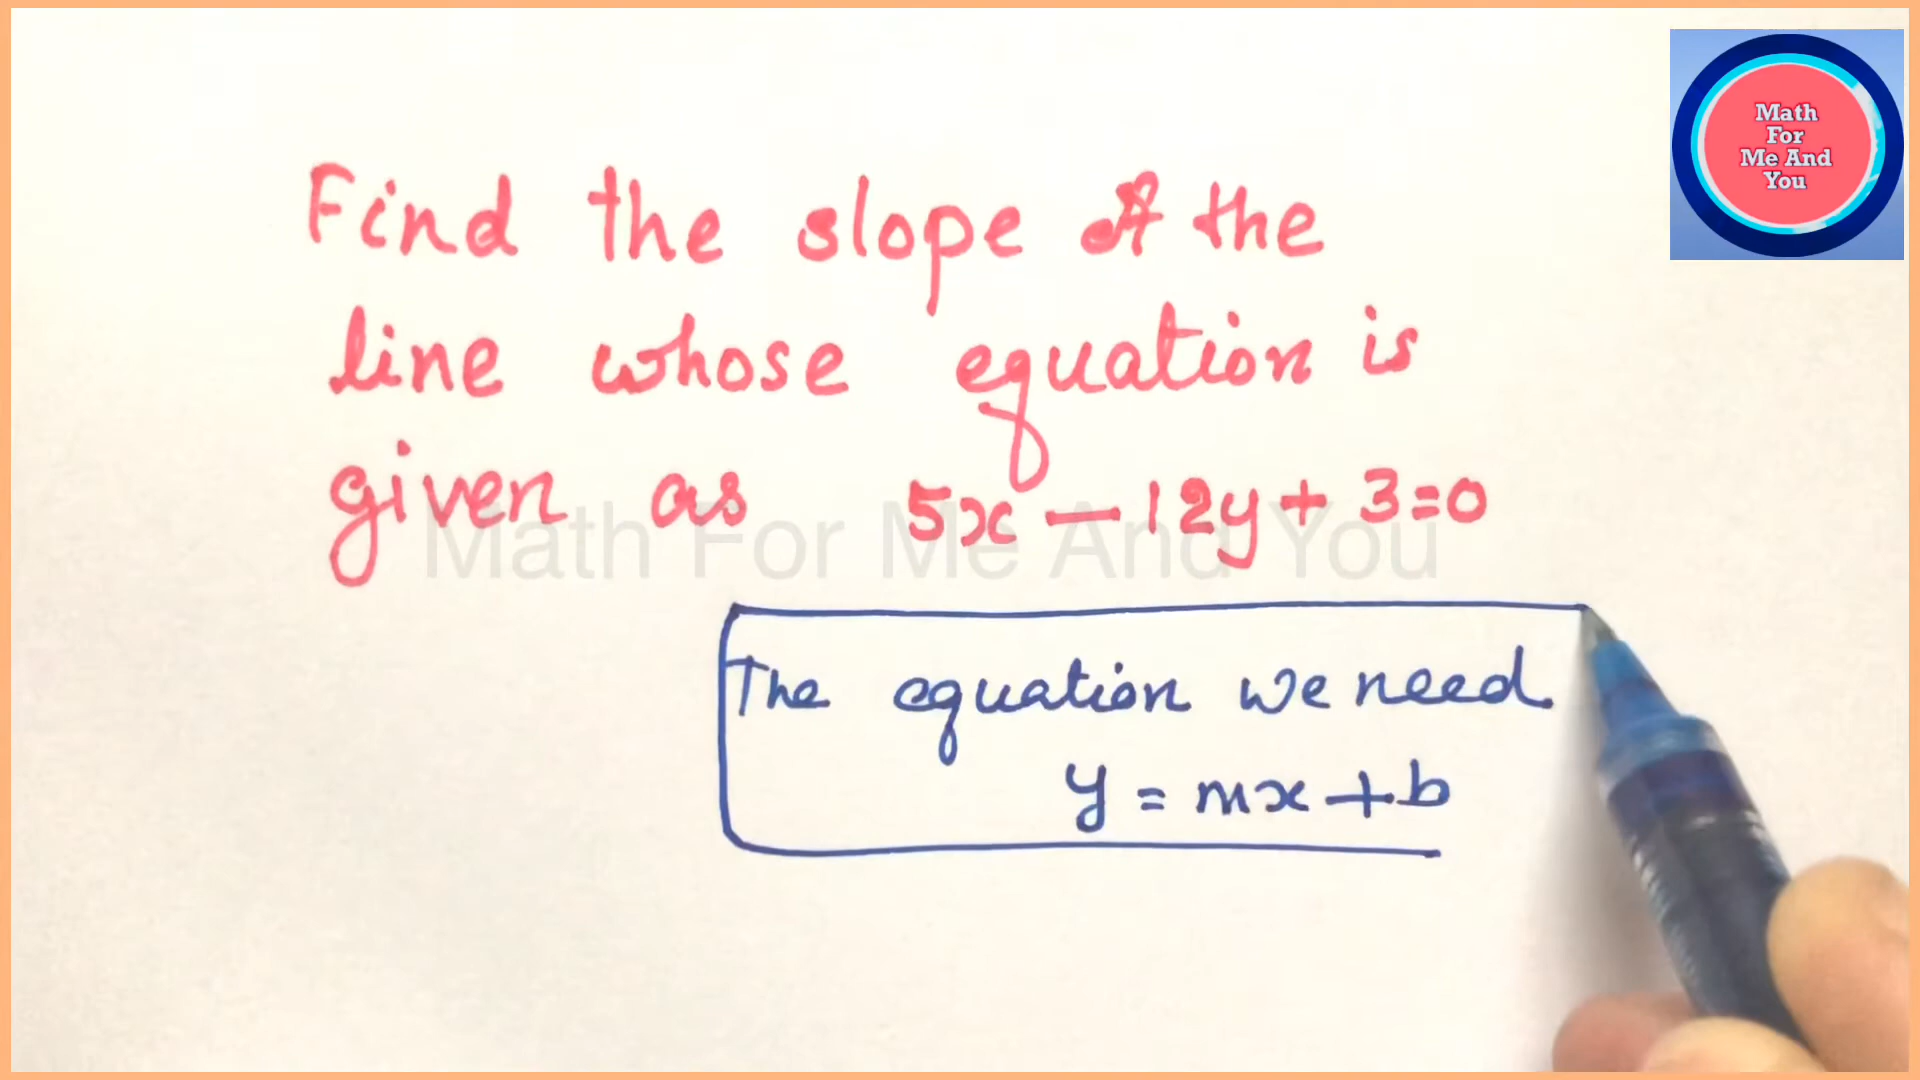 Math
For
Me And
You
Find the slope of the
line whose equation is
given as 5x - 12y + 3 = 0
Math For Me And You
The equation we need
y = mx + b